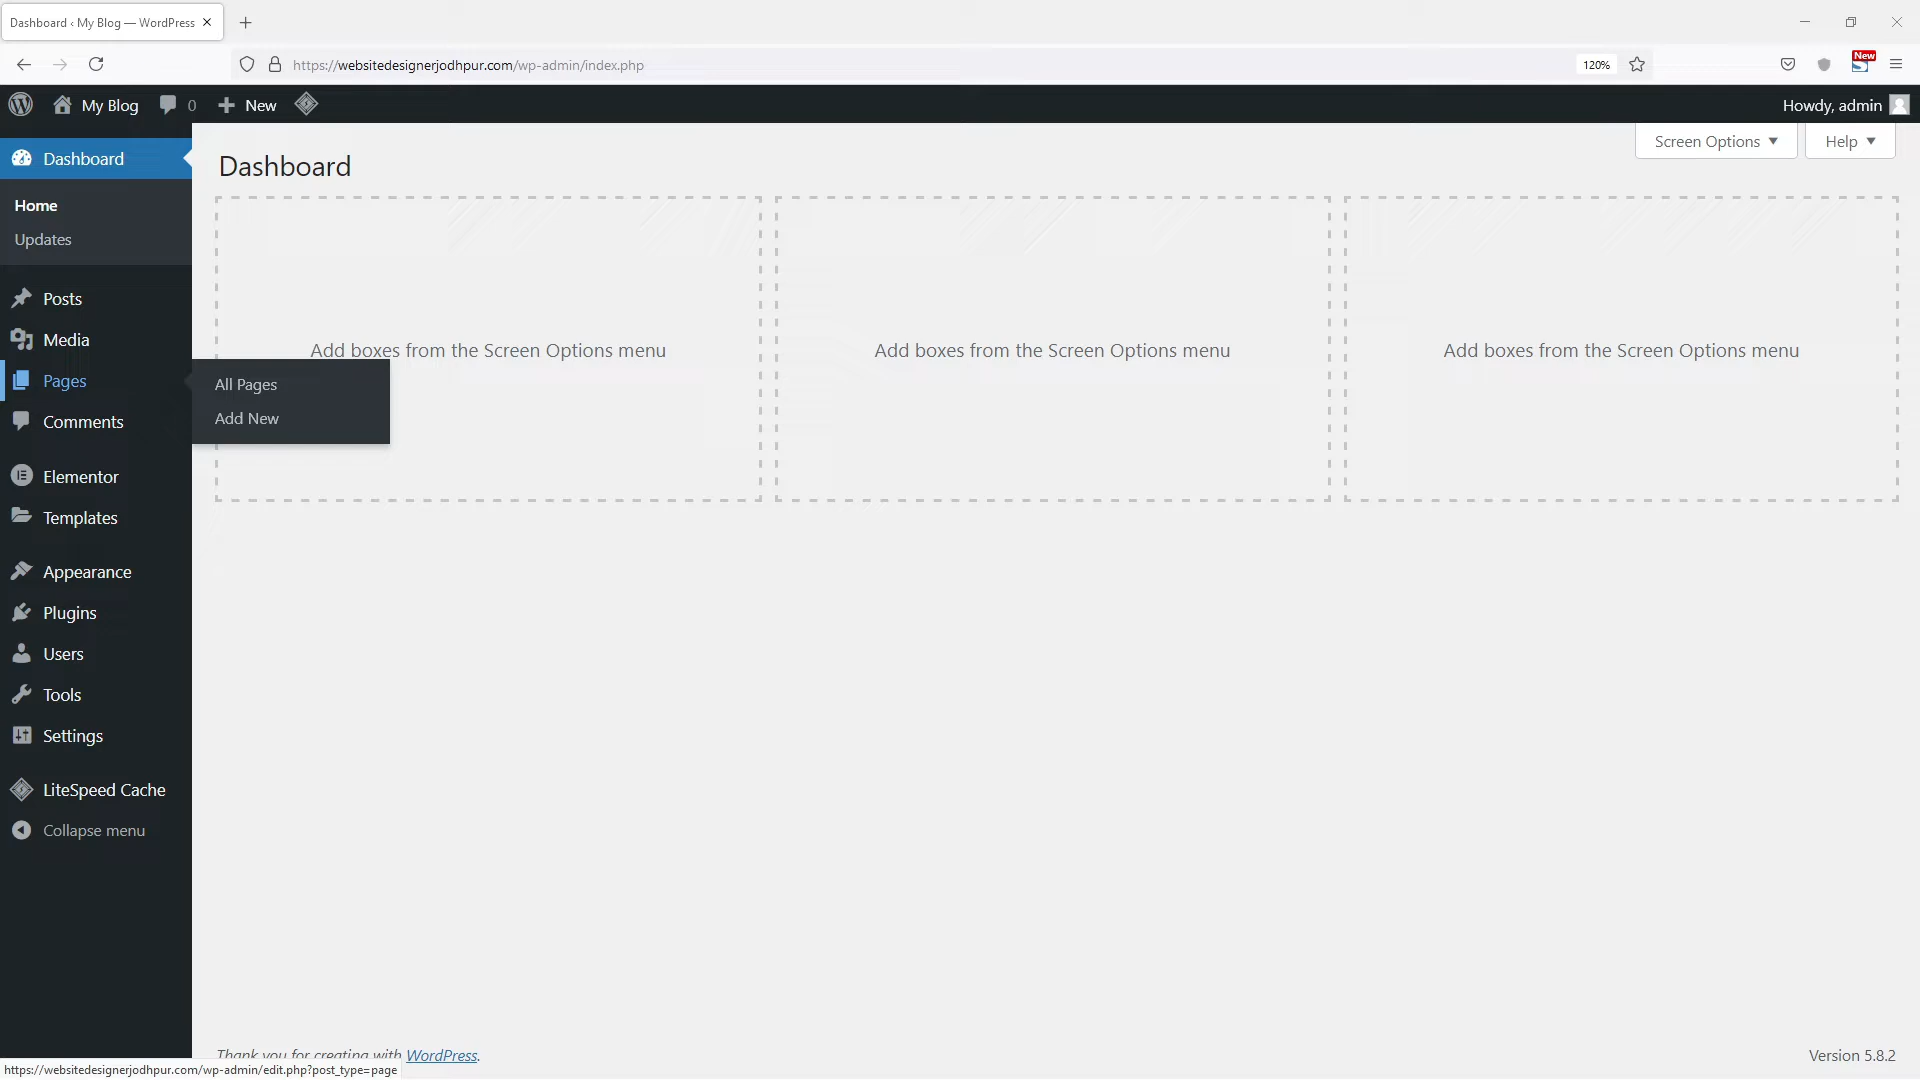 Dashboard ‹ My Blog — WordPress
https://websitedesignerjodhpur.com/wp-admin/index.php
120%
New
My Blog
0
New
Howdy, admin
Dashboard
Home
Updates
Posts
Media
Pages
Comments
Elementor
Templates
Appearance
Plugins
Users
Tools
Settings
LiteSpeed Cache
Collapse menu
All Pages
Add New
Dashboard
Screen Options
Help
Add boxes from the Screen Options menu
Add boxes from the Screen Options menu
Add boxes from the Screen Options menu
Thank you for creating with WordPress.
Version 5.8.2
https://websitedesignerjodhpur.com/wp-admin/edit.php?post_type=page